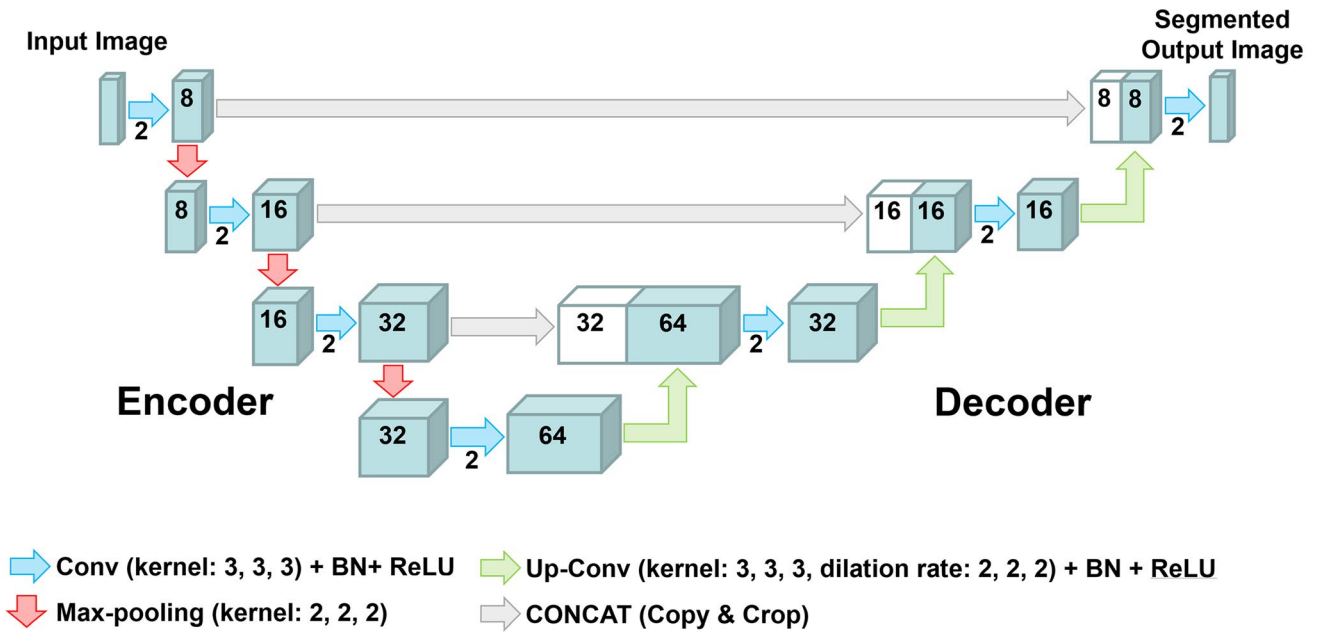 Input Image
Segmented
Output Image
8
8 8
2
2
8
16
16 16
16
2
2
16
32
32 64
32
2
2
Encoder
Decoder
32
64
2
Conv (kernel: 3, 3, 3) + BN+ ReLU
Up-Conv (kernel: 3, 3, 3, dilation rate: 2, 2, 2) + BN + ReLU
Max-pooling (kernel: 2, 2, 2)
CONCAT (Copy & Crop)